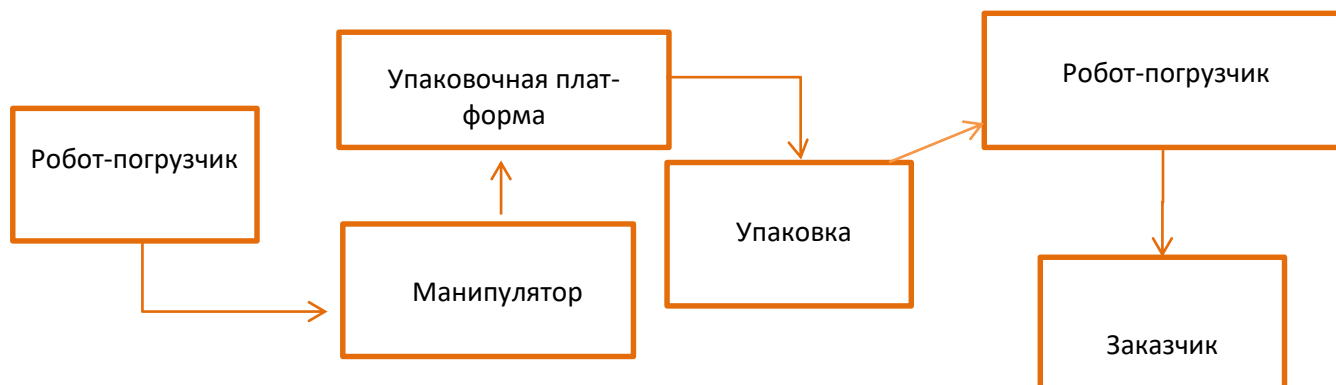 Робот-погрузчик
Манипулятор
Упаковочная плат-
форма
Упаковка
Робот-погрузчик
Заказчик